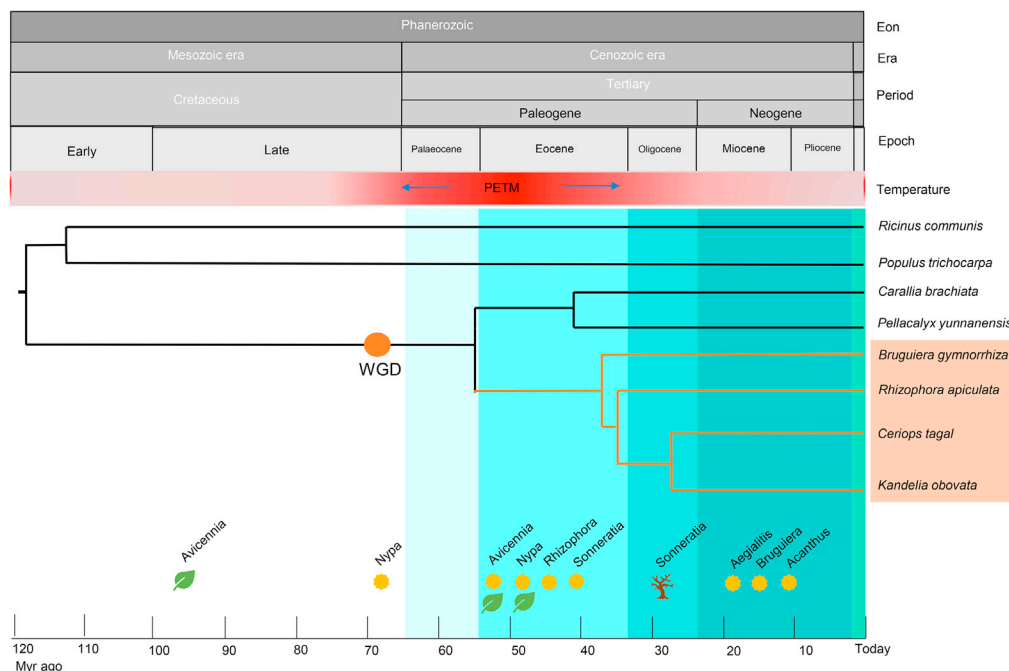 Phanerozoic
Eon
Mesozoic era
Cenozoic era
Era
Cretaceous
Tertiary
Period
Paleogene
Neogene
Early
Late
Palaeocene
Eocene
Oligocene
Miocene
Pliocene
Epoch
PETM
Temperature
Ricinus communis
Populus trichocarpa
Carallia brachiata
Pellacalyx yunnanensis
WGD
Bruguiera gymnorrhiza
Rhizophora apiculata
Ceriops tagal
Kandelia obovata
Avicennia
Nypa
Avicennia
Nypa
Rhizophora
Sonneratia
Sonneratia
Aegialitis
Bruguiera
Acanthus
120 110 100 90 80 70 60 50 40 30 20 10 Today
Myr ago